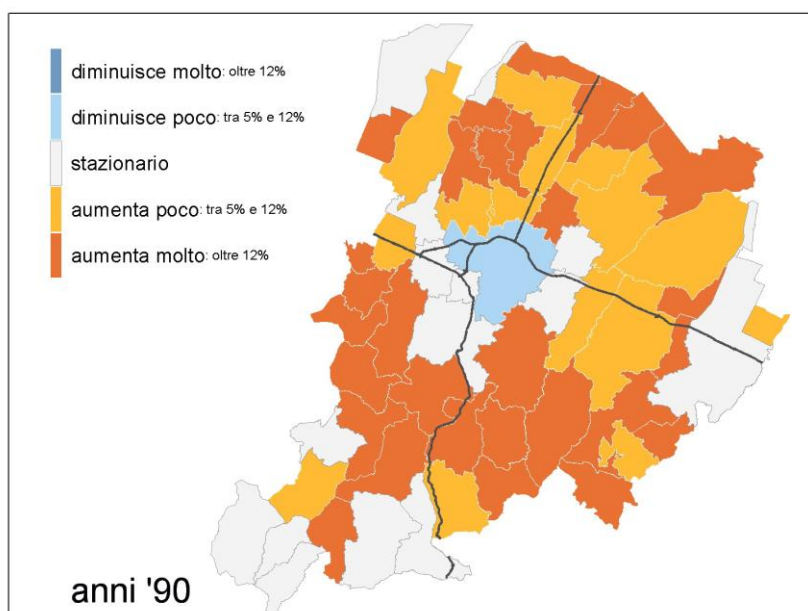 diminuisce molto: oltre 12%
diminuisce poco: tra 5% e 12%
stazionario
aumenta poco: tra 5% e 12%
aumenta molto: oltre 12%
anni '90